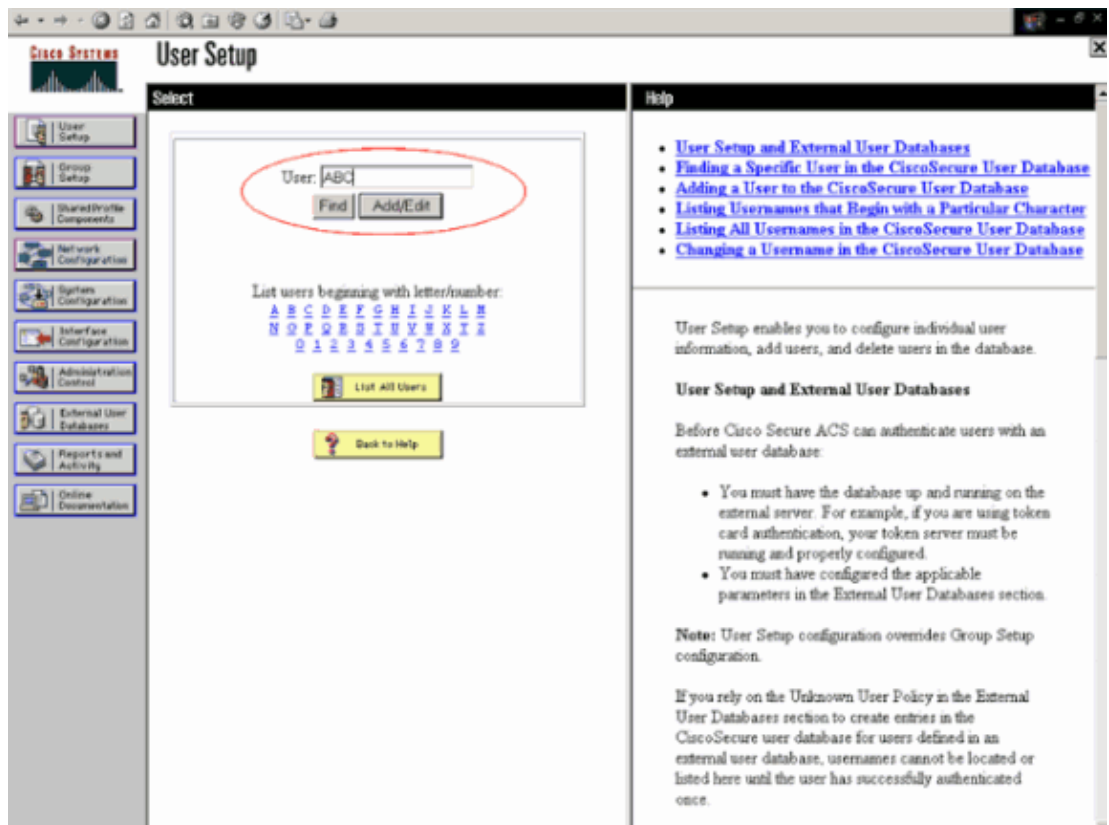 CISCO SYSTEMS
User Setup
User
Setup
Group
Setup
Shared Profile
Components
Network
Configuration
System
Configuration
Interface
Configuration
Administration
Control
External User
Databases
Reports and
Activity
Online
Documentation
Select
User: ABC
Find Add/Edit
List users beginning with letter/number:
A B C D E F G H I J K L M
N O P Q R S T U V W X Y Z
0 1 2 3 4 5 6 7 8 9
List All Users
Back to Help
Help
• User Setup and External User Databases
• Finding a Specific User in the CiscoSecure User Database
• Adding a User to the CiscoSecure User Database
• Listing Usernames that Begin with a Particular Character
• Listing All Usernames in the CiscoSecure User Database
• Changing a Username in the CiscoSecure User Database
User Setup enables you to configure individual user
information, add users, and delete users in the database.
User Setup and External User Databases
Before Cisco Secure ACS can authenticate users with an
external user database:
• You must have the database up and running on the
external server. For example, if you are using token
card authentication, your token server must be
running and properly configured.
• You must have configured the applicable
parameters in the External User Databases section.
Note: User Setup configuration overrides Group Setup
configuration.
If you rely on the Unknown User Policy in the External
User Databases section to create entries in the
CiscoSecure user database for users defined in an
external user database, usernames cannot be located or
listed here until the user has successfully authenticated
once.